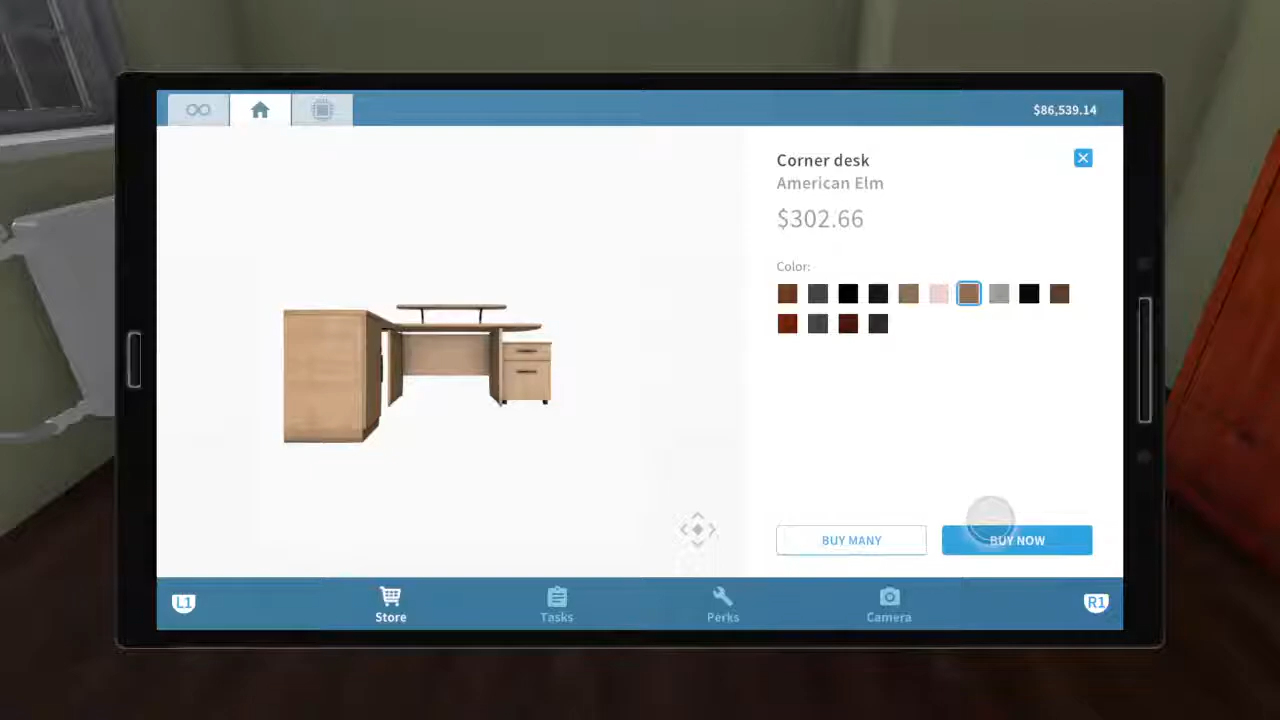 $86,539.14
Corner desk
American Elm
$302.66
Color:
BUY MANY
BUY NOW
L1
Store
Tasks
Perks
Camera
R1